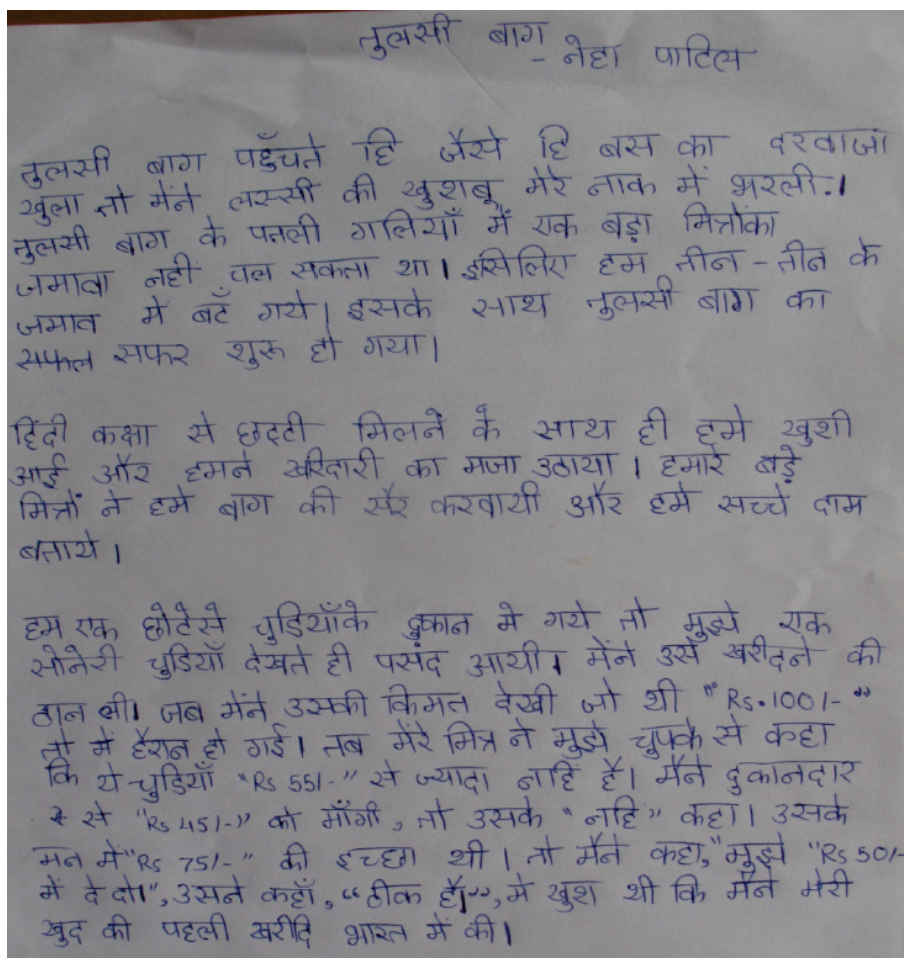 तुलसी बाग
- नेहा पाटिल
तुलसी बाग पहुँचते हि जैसे हि बस का दरवाजा
खुला तो मेंने लस्सी की खुशबू मेरे नाक में भरली.।
तुलसी बाग के पतली गलियाँ में एक बड़ा मित्रोंका
जमावा नही चल सकता था। इसिलिए हम तीन - तीन के
जमाव में बटँ गये। इसके साथ तुलसी बाग का
सफल सफर शुरू हो गया।
हिंदी कक्षा से छट्टी मिलने के साथ ही हमे खुशी
आई और हमने खरिदारी का मजा उठाया । हमारे बड़े
मित्रों ने हमे बाग की सैर करवायी और हमे सच्चे दाम
बताये ।
हम एक छोटेसे चुडियाँके दुकान मे गये तो मुझे एक
सोनेरी चुडियाँ देखते ही पसंद आयी। मेंने उसे खरीदने की
ठान ली। जब मेंने उसकी किमत देखी जो थी "Rs.100/-"
तो में हैरान हो गई। तब मेंरे मित्र ने मुझे चुपके से कहा
कि ये चुडियाँ "Rs 55/-" से ज्यादा नहिं है। मैने दुकानदार
से "Rs 45/-" को माँगी, तो उसके "नहि" कहा। उसके
मन में "Rs 75/-" की इच्छा थी । तो मैने कहा, "मुझे "Rs 50/-
में दे दो।", उसने कहाँ, "ठीक है।", मे खुश थी कि मैने मेरी
खुद की पहली खरीदि भारत में की।